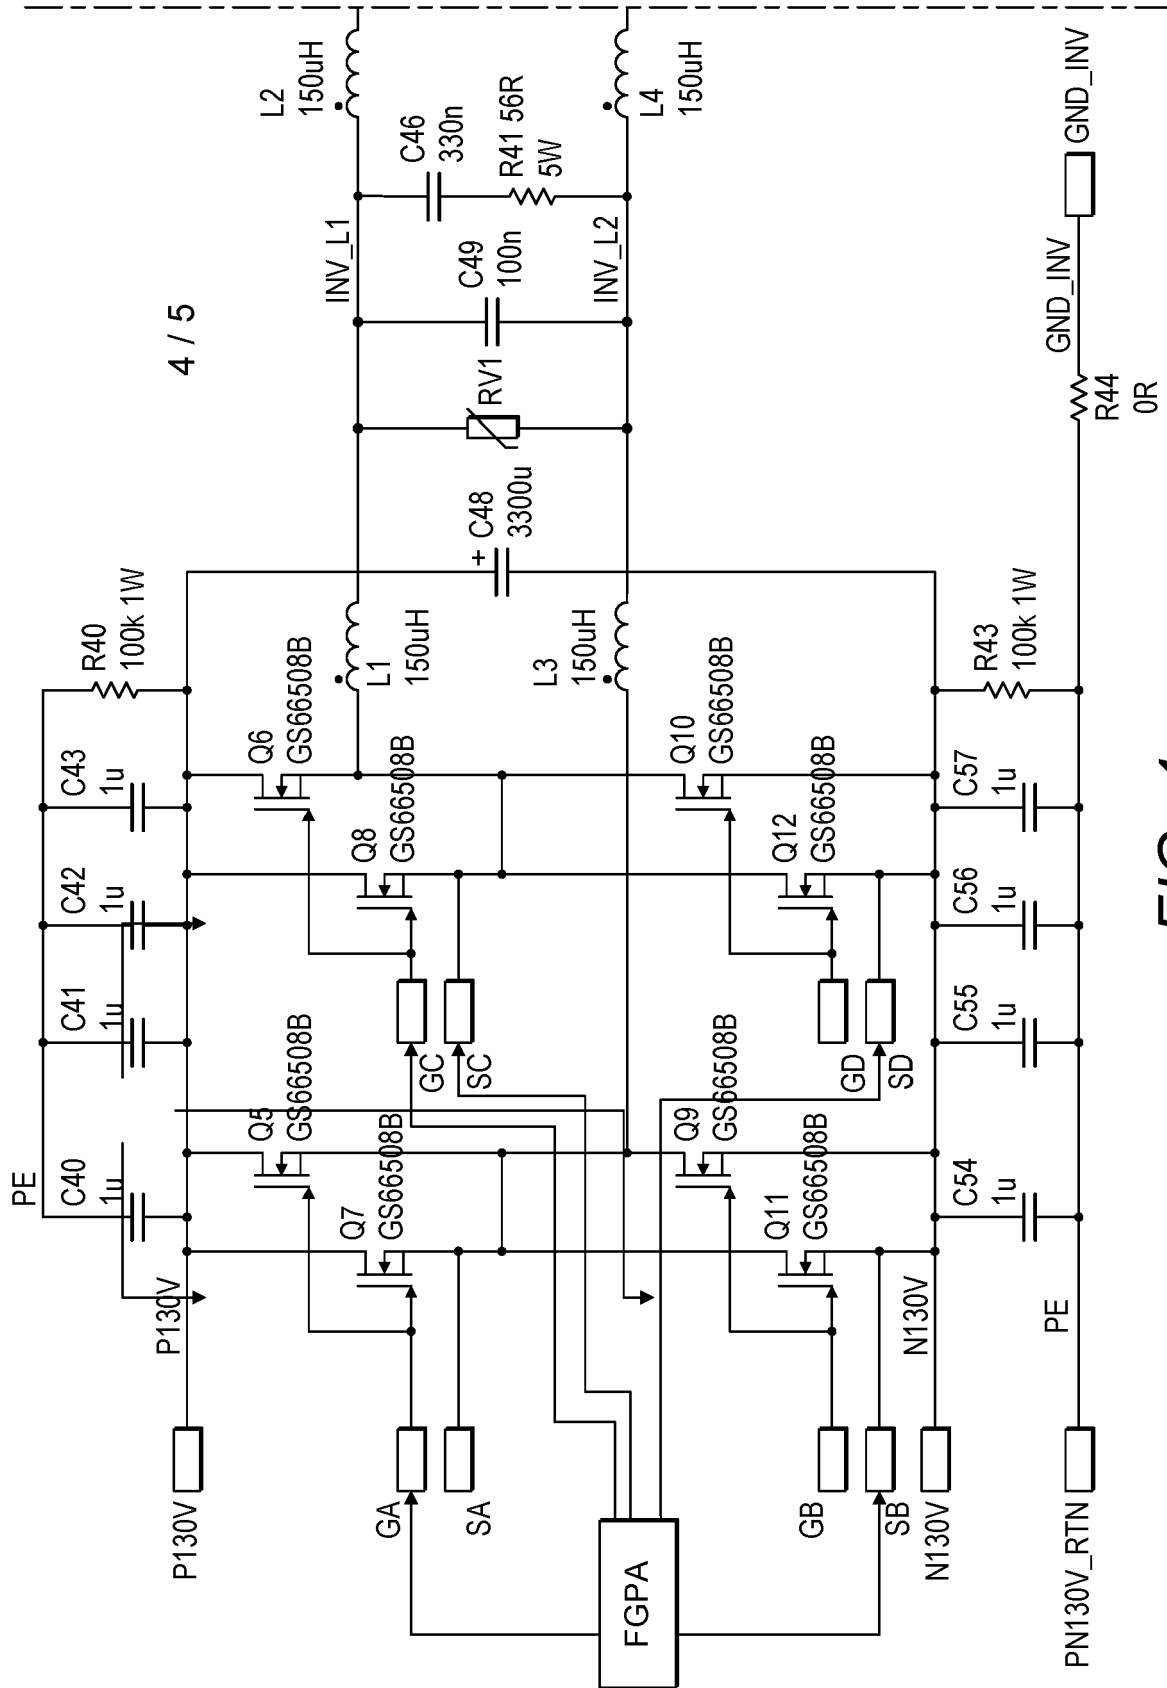 4 / 5
PE
C40
1u
C41
1u
C42
1u
C43
1u
R40
100k 1W
P130V
P130V
Q5
GS66508B
Q7
GS66508B
Q6
GS66508B
Q8
GS66508B
GA
SA
GC
SC
L1
150uH
L3
150uH
C48
+
3300u
RV1
C49
100n
INV_L1
INV_L2
C46
330n
R41 56R
5W
L2
150uH
L4
150uH
FGPA
Q9
GS66508B
Q11
GS66508B
Q10
GS66508B
Q12
GS66508B
GB
SB
GD
SD
N130V
N130V
C54
1u
C55
1u
C56
1u
C57
1u
R43
100k 1W
PN130V_RTN
PE
R44
0R
GND_INV
GND_INV